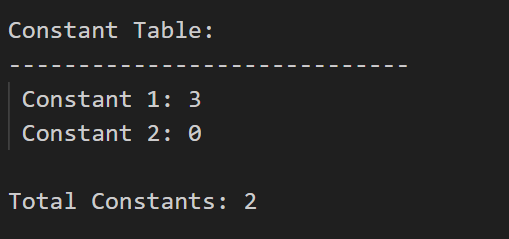 Constant Table:
-----------------------------
Constant 1: 3
Constant 2: 0
Total Constants: 2